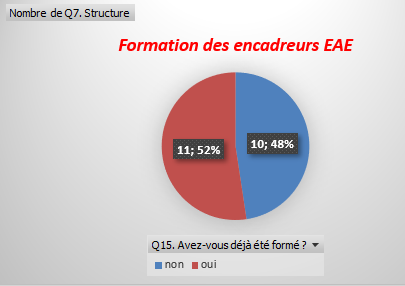 Nombre de Q7. Structure
Formation des encadreurs EAE
11; 52%
10; 48%
Q15. Avez-vous déjà été formé ?
non oui